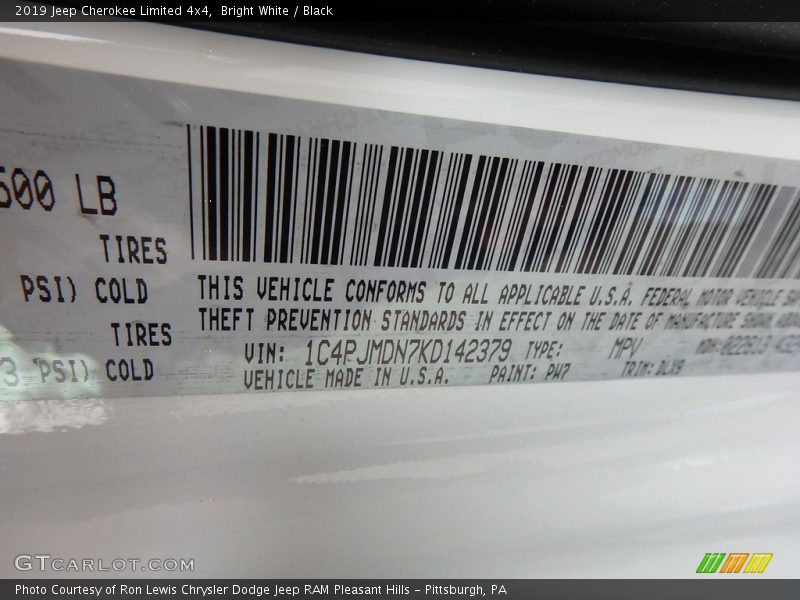 2019 Jeep Cherokee Limited 4x4,  Bright White / Black
500 LB
TIRES
PSI) COLD
TIRES
PSI) COLD
THIS VEHICLE CONFORMS TO ALL APPLICABLE U.S.A. FEDERAL MOTOR VEHICLE
THEFT PREVENTION STANDARDS IN EFFECT ON THE DATE OF MANUFACTURE SHOWN
VIN: 1C4PJMDN7KD142379 TYPE: MPV MDH:022613
VEHICLE MADE IN U.S.A. PAINT: PW7 TRIM: DLX9
GTCARLOT.COM
Photo Courtesy of Ron Lewis Chrysler Dodge Jeep RAM Pleasant Hills - Pittsburgh, PA